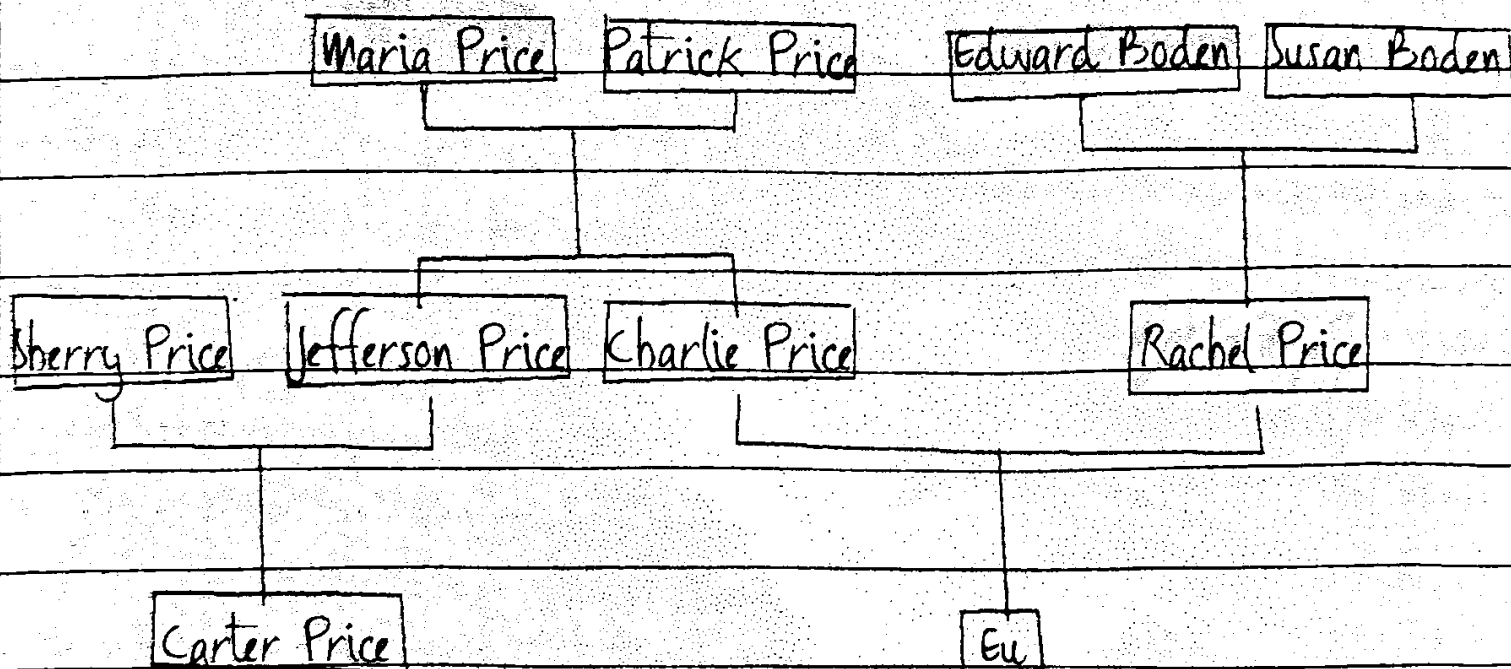 Maria Price Patrick Price Edward Boden Susan Boden
Sherry Price Jefferson Price Charlie Price Rachel Price
Carter Price Eu